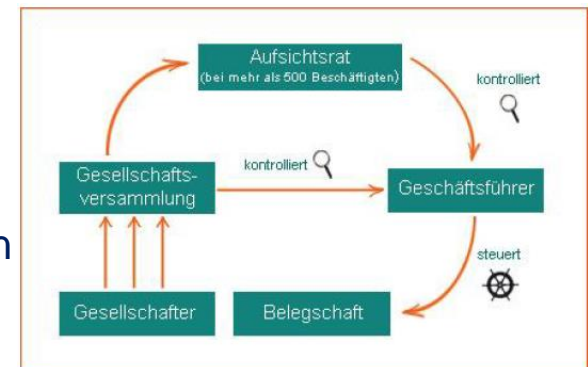 Aufsichtsrat
(bei mehr als 500 Beschäftigten)
kontrolliert
kontrolliert
Gesellschafts-
versammlung
Geschäftsführer
n
steuert
Gesellschafter
Belegschaft